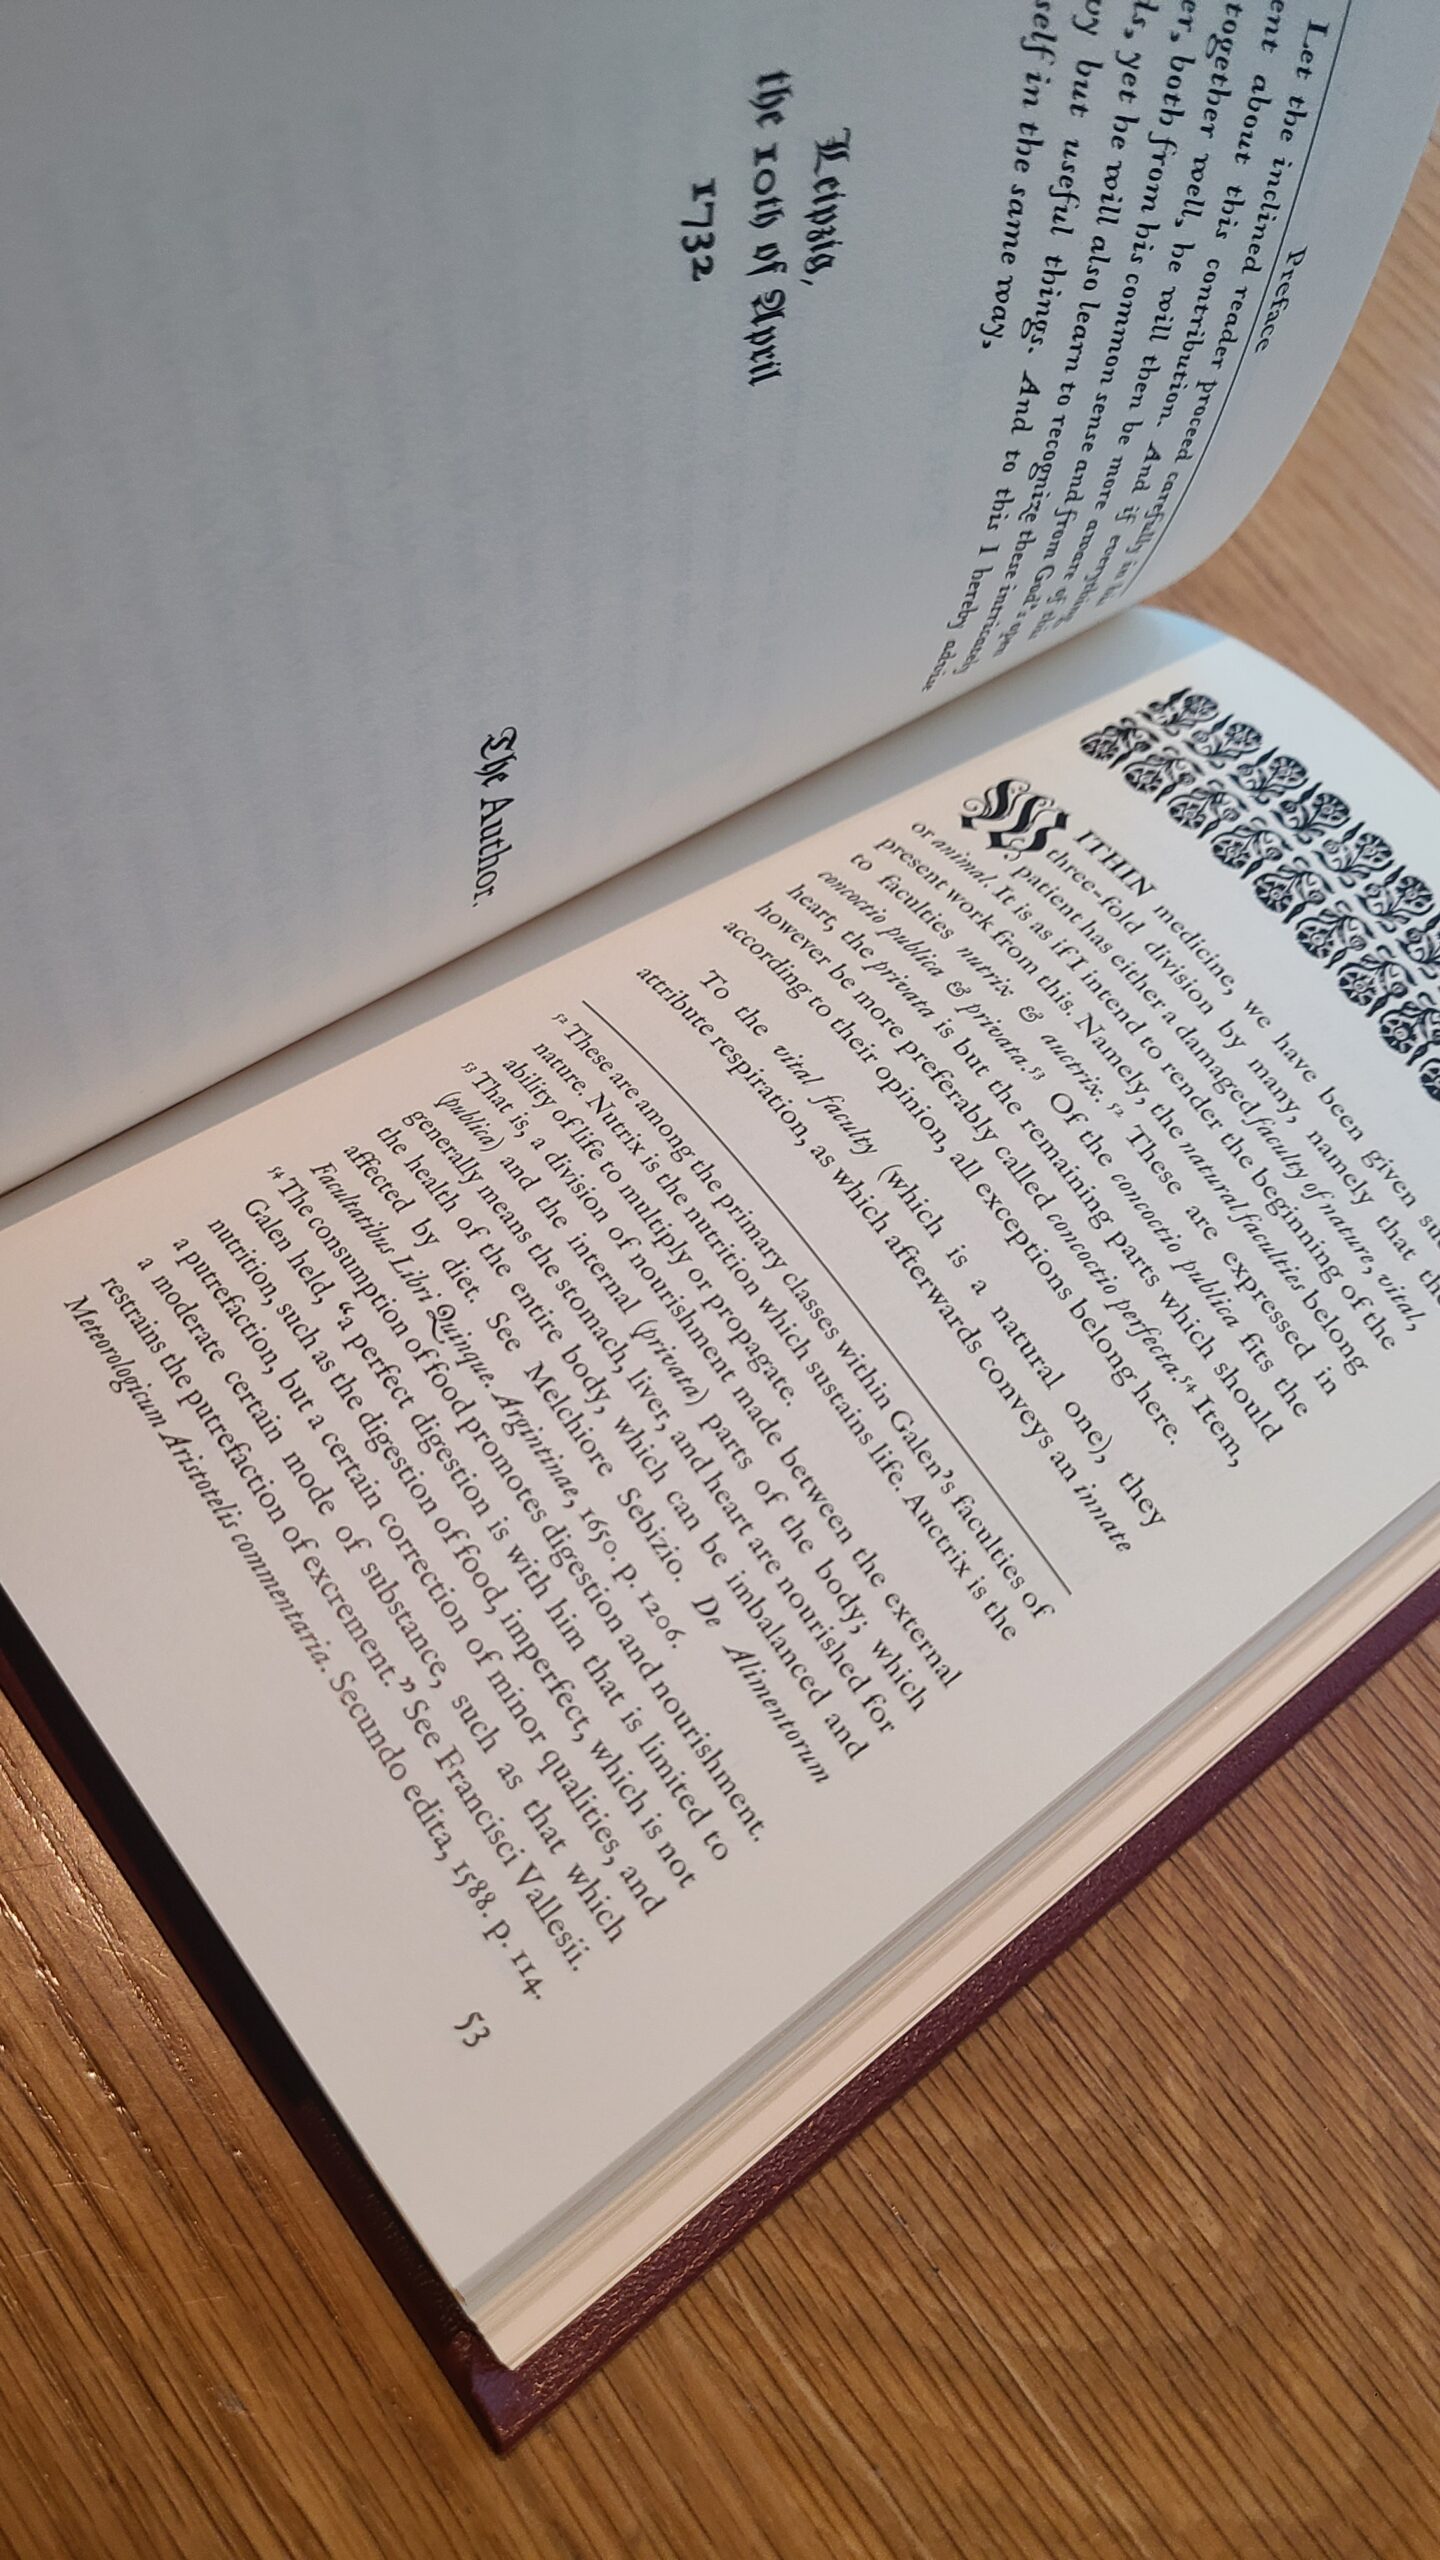 Preface
Let the inclined reader proceed carefully in
ent about this contribution. And if everything
together well, he will then be more aware of
er, both from his common sense and from God's open
ds, yet he will also learn to recognize these intricately
vy but useful things. And to this I hereby advise
self in the same way,
Leipzig,
the 10th of April
1732
The Author.
WITHIN medicine, we have been given
three-fold division by many, namely that
patient has either a damaged faculty of nature, vital,
or animal. It is as if I intend to render the beginning of the
present work from this. Namely, the natural faculties belong
to faculties nutrix & auctrix.52 These are expressed in
concoctio publica & privata.53 Of the concoctio publica fits the
heart, the privata is but the remaining parts which should
however be more preferably called concoctio perfecta.54 Item,
according to their opinion, all exceptions belong here.
To the vital faculty (which is a natural one), they
attribute respiration, as which afterwards conveys an innate
52 These are among the primary classes within Galen's faculties of
nature. Nutrix is the nutrition which sustains life. Auctrix is the
ability of life to multiply or propagate.
53 That is, a division of nourishment made between the external
(publica) and the internal (privata) parts of the body; which
generally means the stomach, liver, and heart are nourished for
the health of the entire body, which can be imbalanced and
affected by diet. See Melchiore Sebizio. De Alimentorum
Facultatibus Libri Quinque. Argintinae, 1650. p. 1206.
54 The consumption of food promotes digestion and nourishment.
Galen held, “a perfect digestion is with him that is limited to
nutrition, such as the digestion of food, imperfect, which is not
a putrefaction, but a certain correction of minor qualities, and
a moderate certain mode of substance, such as that which
restrains the putrefaction of excrement.” See Francisci Vallesii.
Meteorologicum Aristotelis commentaria. Secundo edita, 1588. p. 114.
53